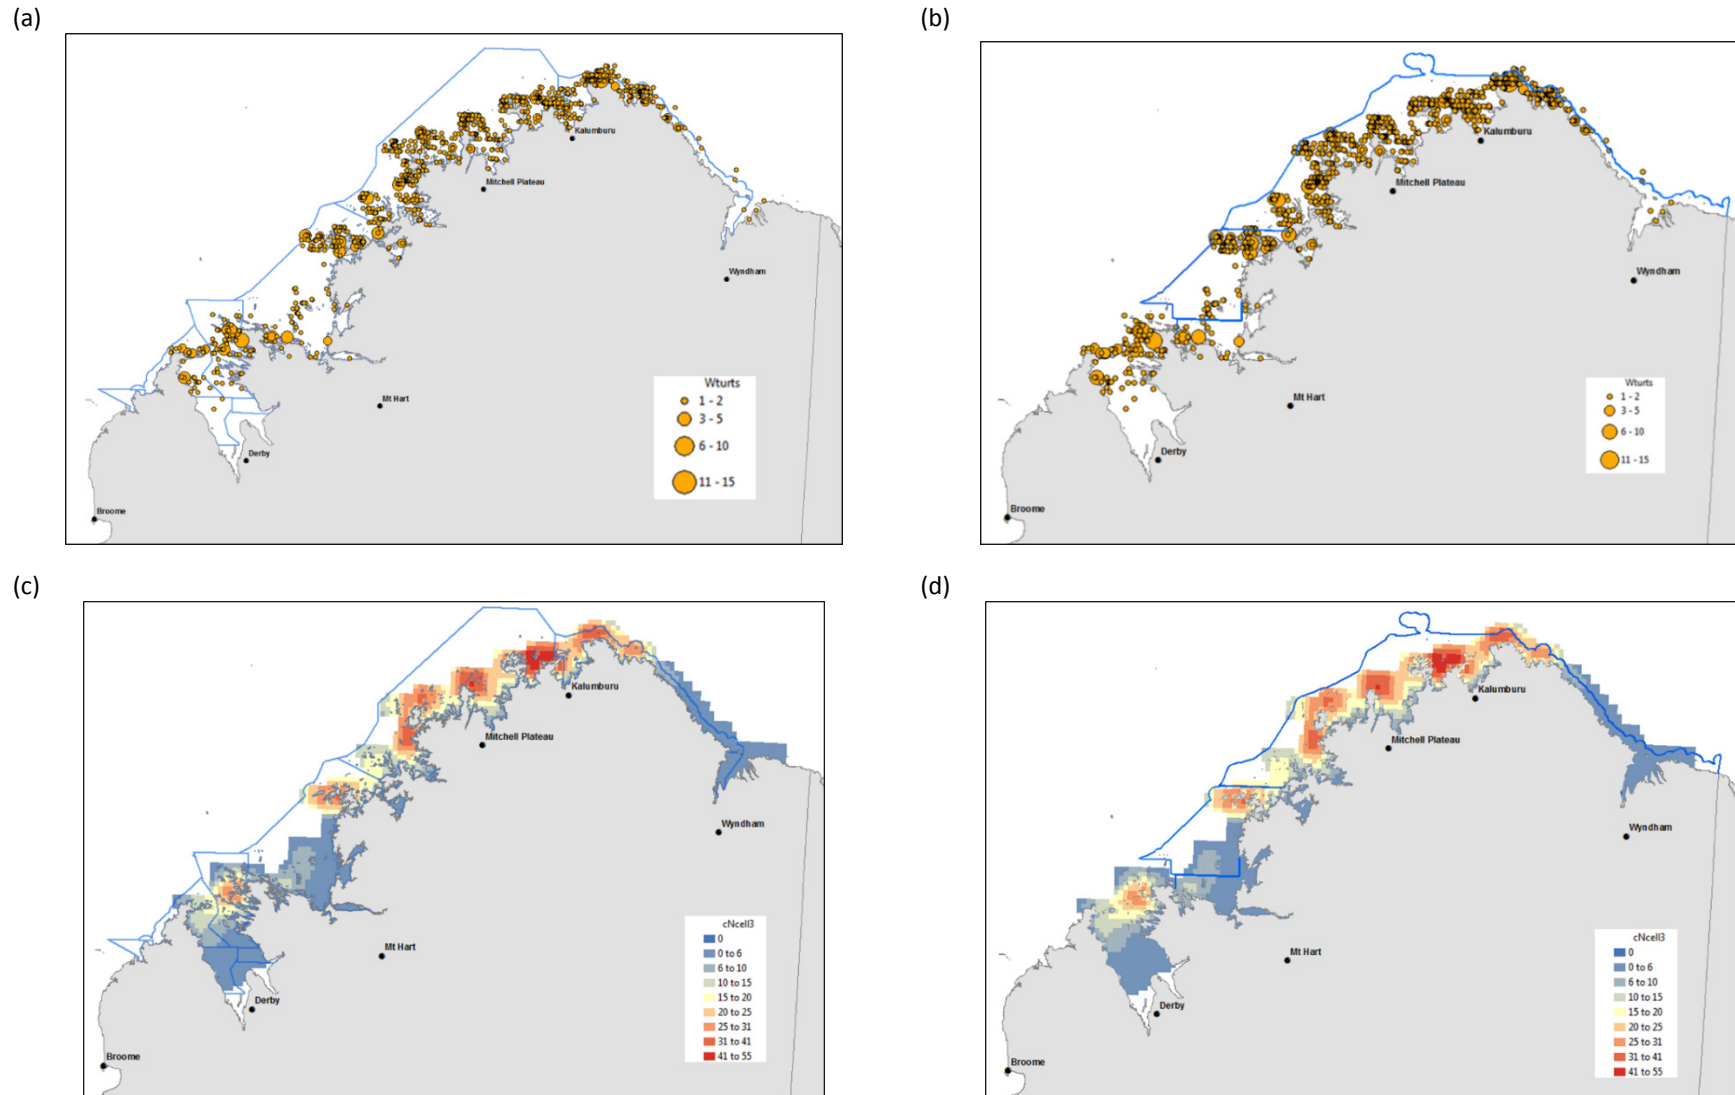 (a)
Kalumburu
Mitchell Plateau
Wyndham
Mt Hart
Derby
Broome
Wturts
1 - 2
3 - 5
6 - 10
11 - 15
(b)
Kalumburu
Mitchell Plateau
Wyndham
Mt Hart
Derby
Broome
Wturts
1 - 2
3 - 5
6 - 10
11 - 15
(c)
Kalumburu
Mitchell Plateau
Wyndham
Mt Hart
Derby
Broome
cNcell3
0
0 to 6
6 to 10
10 to 15
15 to 20
20 to 25
25 to 31
31 to 41
41 to 55
(d)
Kalumburu
Mitchell Plateau
Wyndham
Mt Hart
Derby
Broome
cNcell3
0
0 to 6
6 to 10
10 to 15
15 to 20
20 to 25
25 to 31
31 to 41
41 to 55